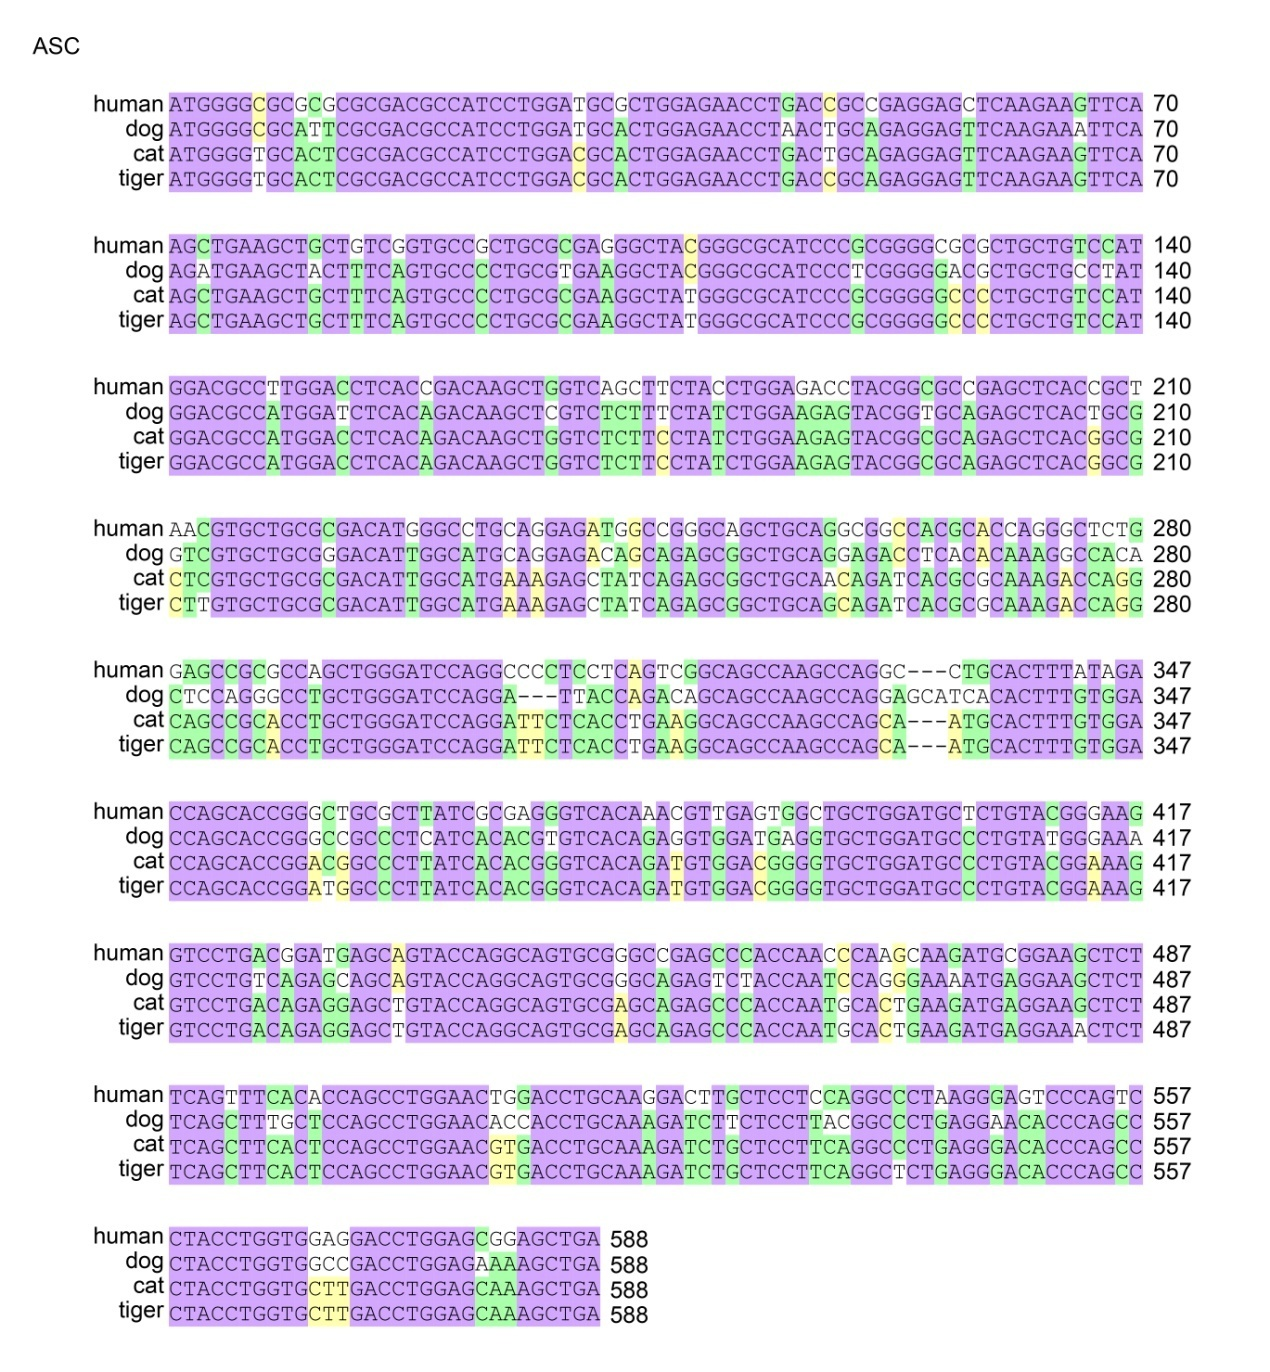 ASC
human ATGGGGCGCGCGCGCGACGCCATCCTGGATGCGCTGGAGAACCTGACCGCCGAGGAGCTCAAGAAGTTCA 70
dog ATGGGGCGCATTCGCGACGCCATCCTGGATGCACTGGAGAACCTAACTGCAGAGGAGTTCAAGAAATTCA 70
cat ATGGGGTGCACTCGCGACGCCATCCTGGACGCACTGGAGAACCTGACTGCAGAGGAGTTCAAGAAGTTCA 70
tiger ATGGGGTGCACTCGCGACGCCATCCTGGACGCACTGGAGAACCTGACCGCAGAGGAGTTCAAGAAGTTCA 70
human AGCTGAAGCTGCTGTCGGTGCCGCTGCGCGAGGGCTACGGGCGCATCCCGCGGGGCGCGCTGCTGTCCAT 140
dog AGATGAAGCTACTTTCAGTGCCCCTGCGTGAAGGCTACGGGCGCATCCCTCGGGGGACGCTGCTGCCTAT 140
cat AGCTGAAGCTGCTTTCAGTGCCCCTGCGCGAAGGCTATGGGCGCATCCCGCGGGGGCCCCTGCTGTCCAT 140
tiger AGCTGAAGCTGCTTTCAGTGCCCCTGCGCGAAGGCTATGGGCGCATCCCGCGGGGGCCCCTGCTGTCCAT 140
human GGACGCCTTGGACCTCACCGACAAGCTGGTCAGCTTCTACCTGGAGACCTACGGCGCCGAGCTCACCGCT 210
dog GGACGCCATGGATCTCACAGACAAGCTCGTCTCTTTCTATCTGGAAGAGTACGGTGCAGAGCTCACTGCG 210
cat GGACGCCATGGACCTCACAGACAAGCTGGTCTCTTCCTATCTGGAAGAGTACGGCGCAGAGCTCACGGCG 210
tiger GGACGCCATGGACCTCACAGACAAGCTGGTCTCTTCCTATCTGGAAGAGTACGGCGCAGAGCTCACGGCG 210
human AACGTGCTGCGCGACATGGGCCTGCAGGAGATGGCCGGGCAGCTGCAGGCGGCCACGCACCAGGGCTCTG 280
dog GTCGTGCTGCGGGACATTGGCATGCAGGAGACAGCAGAGCGGCTGCAGGAGACCTCACACAAAGGCCACA 280
cat CTCGTGCTGCGCGACATTGGCATGAAAGAGCTATCAGAGCGGCTGCAACAGATCACGCGCAAAGACCAGG 280
tiger CTTGTGCTGCGCGACATTGGCATGAAAGAGCTATCAGAGCGGCTGCAGCAGATCACGCGCAAAGACCAGG 280
human GAGCCGCGCCAGCTGGGATCCAGGCCCCTCCTCAGTCGGCAGCCAAGCCAGGC---CTGCACTTTATAGA 347
dog CTCCAGGGCCTGCTGGGATCCAGGA---TTACCAGACAGCAGCCAAGCCAGGAGCATCACACTTTGTGGA 347
cat CAGCCGCACCTGCTGGGATCCAGGATTCTCACCTGAAGGCAGCCAAGCCAGCA---ATGCACTTTGTGGA 347
tiger CAGCCGCACCTGCTGGGATCCAGGATTCTCACCTGAAGGCAGCCAAGCCAGCA---ATGCACTTTGTGGA 347
human CCAGCACCGGGCTGCGCTTATCGCGAGGGTCACAAACGTTGAGTGGCTGCTGGATGCTCTGTACGGGAAG 417
dog CCAGCACCGGGCCGCCCTCATCACACGTGTCACAGAGGTGGATGAGGTGCTGGATGCCCTGTATGGGAAA 417
cat CCAGCACCGGACGGCCCTTATCACACGGGTCACAGATGTGGACGGGGTGCTGGATGCCCTGTACGGAAAG 417
tiger CCAGCACCGGATGGCCCTTATCACACGGGTCACAGATGTGGACGGGGTGCTGGATGCCCTGTACGGAAAG 417
human GTCCTGACGGATGAGCAGTACCAGGCAGTGCGGGCCGAGCCCACCAACCCAAGCAAGATGCGGAAGCTCT 487
dog GTCCTGTCAGAGCAGCAGTACCAGGCAGTGCGGGCAGAGTCTACCAATCCAGGGAAAATGAGGAAGCTCT 487
cat GTCCTGACAGAGGAGCTGTACCAGGCAGTGCGAGCAGAGCCCACCAATGCACTGAAGATGAGGAAGCTCT 487
tiger GTCCTGACAGAGGAGCTGTACCAGGCAGTGCGAGCAGAGCCCACCAATGCACTGAAGATGAGGAAACTCT 487
human TCAGTTTCACACCAGCCTGGAACTGGACCTGCAAGGACTTGCTCCTCCAGGCCCTAAGGGAGTCCCAGTC 557
dog TCAGCTTTGCTCCAGCCTGGAACACCACCTGCAAAGATCTTCTCCTTACGGCCCTGAGGAACACCCAGCC 557
cat TCAGCTTCACTCCAGCCTGGAACGTGACCTGCAAAGATCTGCTCCTTCAGGCCCTGAGGGACACCCAGCC 557
tiger TCAGCTTCACTCCAGCCTGGAACGTGACCTGCAAAGATCTGCTCCTTCAGGCTCTGAGGGACACCCAGCC 557
human CTACCTGGTGGAGGACCTGGAGCGGAGCTGA 588
dog CTACCTGGTGGCCGACCTGGAGAAAAGCTGA 588
cat CTACCTGGTGCTTGACCTGGAGCAAAGCTGA 588
tiger CTACCTGGTGCTTGACCTGGAGCAAAGCTGA 588